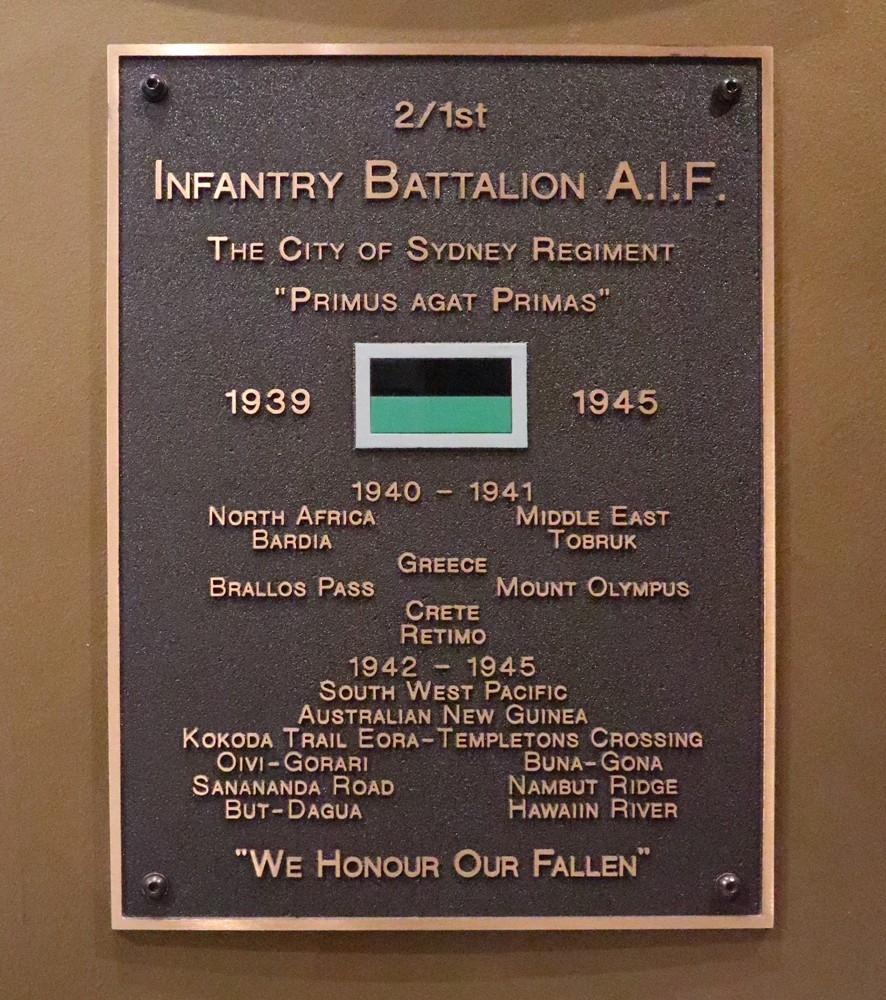 2/1st
Infantry Battalion A.I.F.
The City of Sydney Regiment
"Primus agat Primas"
1939 1945
1940 - 1941
North Africa Middle East
Bardia Tobruk
Greece
Brallos Pass Mount Olympus
Crete
Retimo
1942 - 1945
South West Pacific
Australian New Guinea
Kokoda Trail Eora-Templetons Crossing
Oivi-Gorari Buna-Gona
Sanananda Road Nambut Ridge
But-Dagua Hawaiin River
"We Honour Our Fallen"